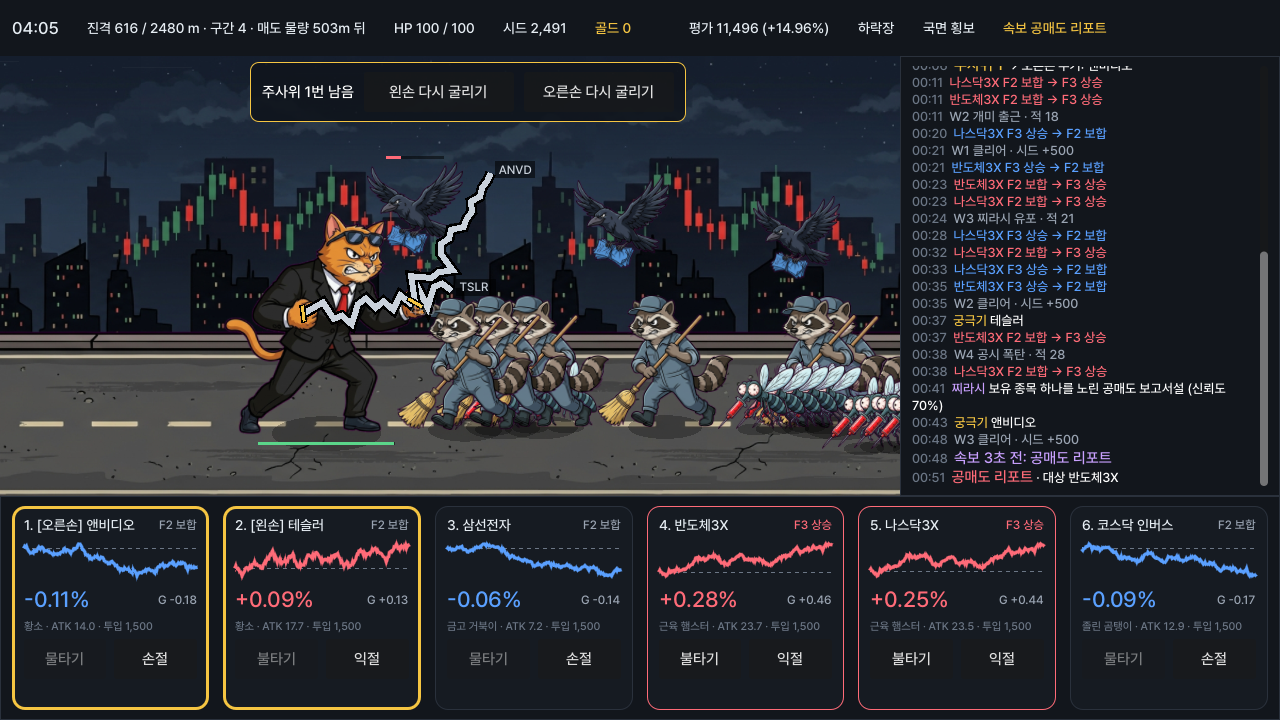 04:05 진격 616 / 2480 m · 구간 4 · 매도 물량 503m 뒤 HP 100 / 100 시드 2,491 골드 0 평가 11,496 (+14.96%) 하락장 국면 횡보 속보 공매도 리포트
주사위 1번 남음 왼손 다시 굴리기 오른손 다시 굴리기
ANVD
TSLR
00:11 나스닥3X F2 보합 → F3 상승
00:11 반도체3X F2 보합 → F3 상승
00:11 W2 개미 출근 · 적 18
00:20 나스닥3X F3 상승 → F2 보합
00:21 W1 클리어 · 시드 +500
00:21 반도체3X F3 상승 → F2 보합
00:23 반도체3X F2 보합 → F3 상승
00:23 나스닥3X F2 보합 → F3 상승
00:24 W3 찌라시 유포 · 적 21
00:28 나스닥3X F3 상승 → F2 보합
00:32 나스닥3X F2 보합 → F3 상승
00:33 나스닥3X F3 상승 → F2 보합
00:35 반도체3X F3 상승 → F2 보합
00:35 W2 클리어 · 시드 +500
00:37 궁극기 테슬러
00:37 반도체3X F2 보합 → F3 상승
00:38 W4 공시 폭탄 · 적 28
00:38 나스닥3X F2 보합 → F3 상승
00:41 찌라시 보유 종목 하나를 노린 공매도 보고서설 (신뢰도
70%)
00:43 궁극기 앤비디오
00:48 W3 클리어 · 시드 +500
00:48 속보 3초 전: 공매도 리포트
00:51 공매도 리포트 · 대상 반도체3X
1. [오른손] 앤비디오 F2 보합
-0.11% G -0.18
황소 · ATK 14.0 · 투입 1,500
물타기 손절
2. [왼손] 테슬러 F2 보합
+0.09% G +0.13
황소 · ATK 17.7 · 투입 1,500
불타기 익절
3. 삼선전자 F2 보합
-0.06% G -0.14
금고 거북이 · ATK 7.2 · 투입 1,500
물타기 손절
4. 반도체3X F3 상승
+0.28% G +0.46
근육 햄스터 · ATK 23.7 · 투입 1,500
불타기 익절
5. 나스닥3X F3 상승
+0.25% G +0.44
근육 햄스터 · ATK 23.5 · 투입 1,500
불타기 익절
6. 코스닥 인버스 F2 보합
-0.09% G -0.17
졸린 곰탱이 · ATK 12.9 · 투입 1,500
물타기 손절